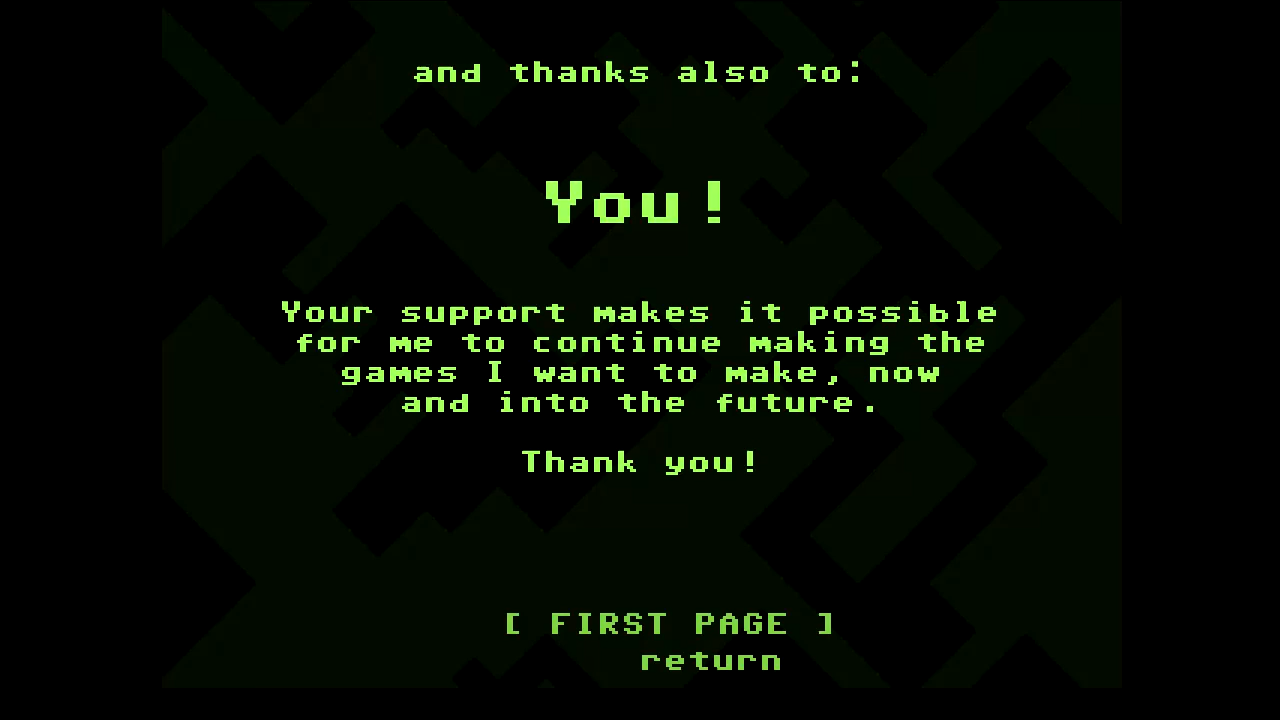 and thanks also to:
You!
Your support makes it possible
for me to continue making the
games I want to make, now
and into the future.
Thank you!
[ FIRST PAGE ]
return